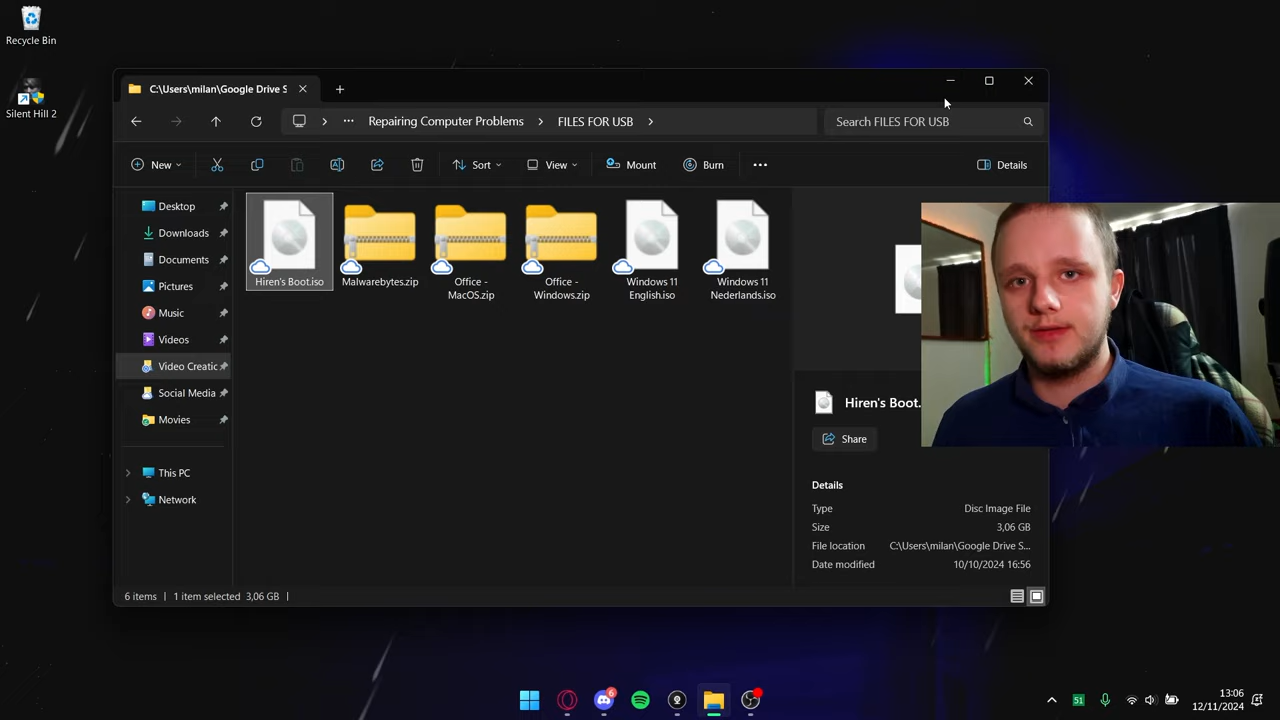 Recycle Bin
Silent Hill 2
C:\Users\milan\Google Drive S
Repairing Computer Problems
FILES FOR USB
Search FILES FOR USB
New
Sort
View
Mount
Burn
Details
Desktop
Downloads
Documents
Pictures
Music
Videos
Video Creatic
Social Media
Movies
This PC
Network
Hiren's Boot.iso
Malwarebytes.zip
Office -
MacOS.zip
Office -
Windows.zip
Windows 11
English.iso
Windows 11
Nederlands.iso
Hiren's Boot.
Share
Details
Type Disc Image File
Size 3,06 GB
File location C:\Users\milan\Google Drive S...
Date modified 10/10/2024 16:56
6 items
1 item selected 3,06 GB
6
51
13:06
12/11/2024